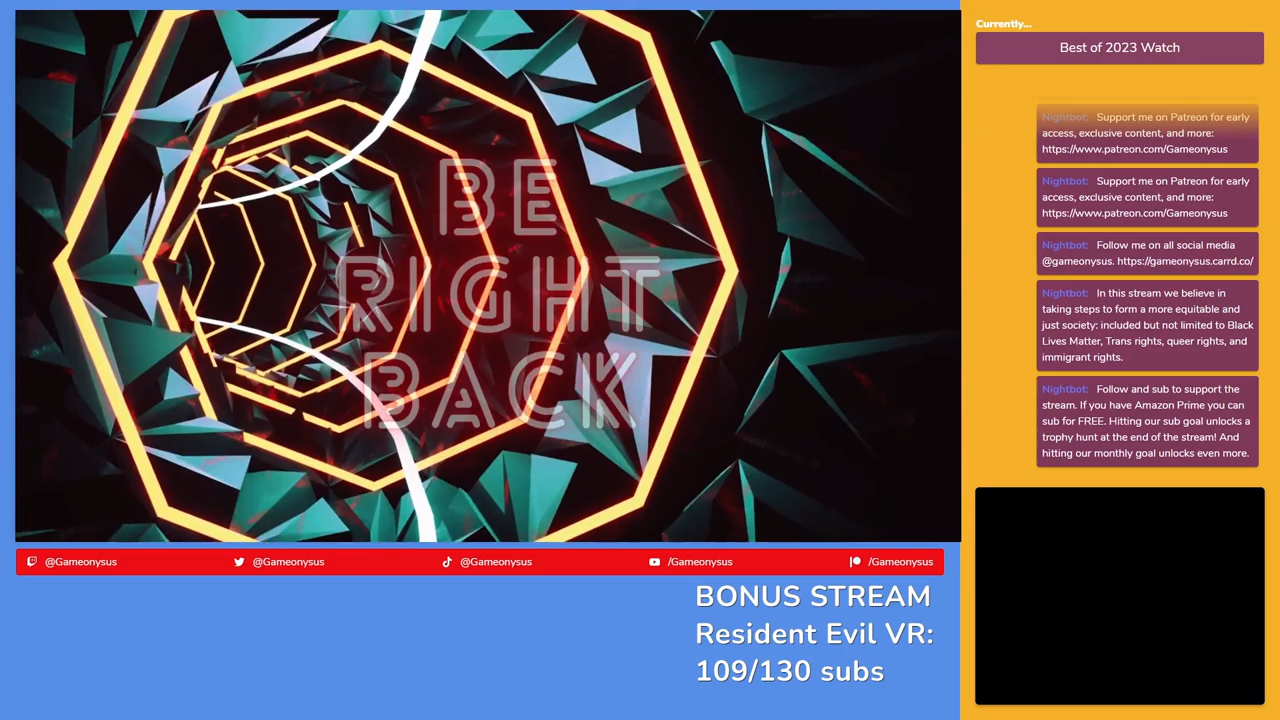 Currently...
Best of 2023 Watch
BE
RIGHT
BACK
Nightbot: Support me on Patreon for early
access, exclusive content, and more:
https://www.patreon.com/Gameonysus
Nightbot: Support me on Patreon for early
access, exclusive content, and more:
https://www.patreon.com/Gameonysus
Nightbot: Follow me on all social media
@gameonysus. https://gameonysus.carrd.co/
Nightbot: In this stream we believe in
taking steps to form a more equitable and
just society: included but not limited to Black
Lives Matter, Trans rights, queer rights, and
immigrant rights.
Nightbot: Follow and sub to support the
stream. If you have Amazon Prime you can
sub for FREE. Hitting our sub goal unlocks a
trophy hunt at the end of the stream! And
hitting our monthly goal unlocks even more.
@Gameonysus @Gameonysus @Gameonysus /Gameonysus /Gameonysus
BONUS STREAM
Resident Evil VR:
109/130 subs